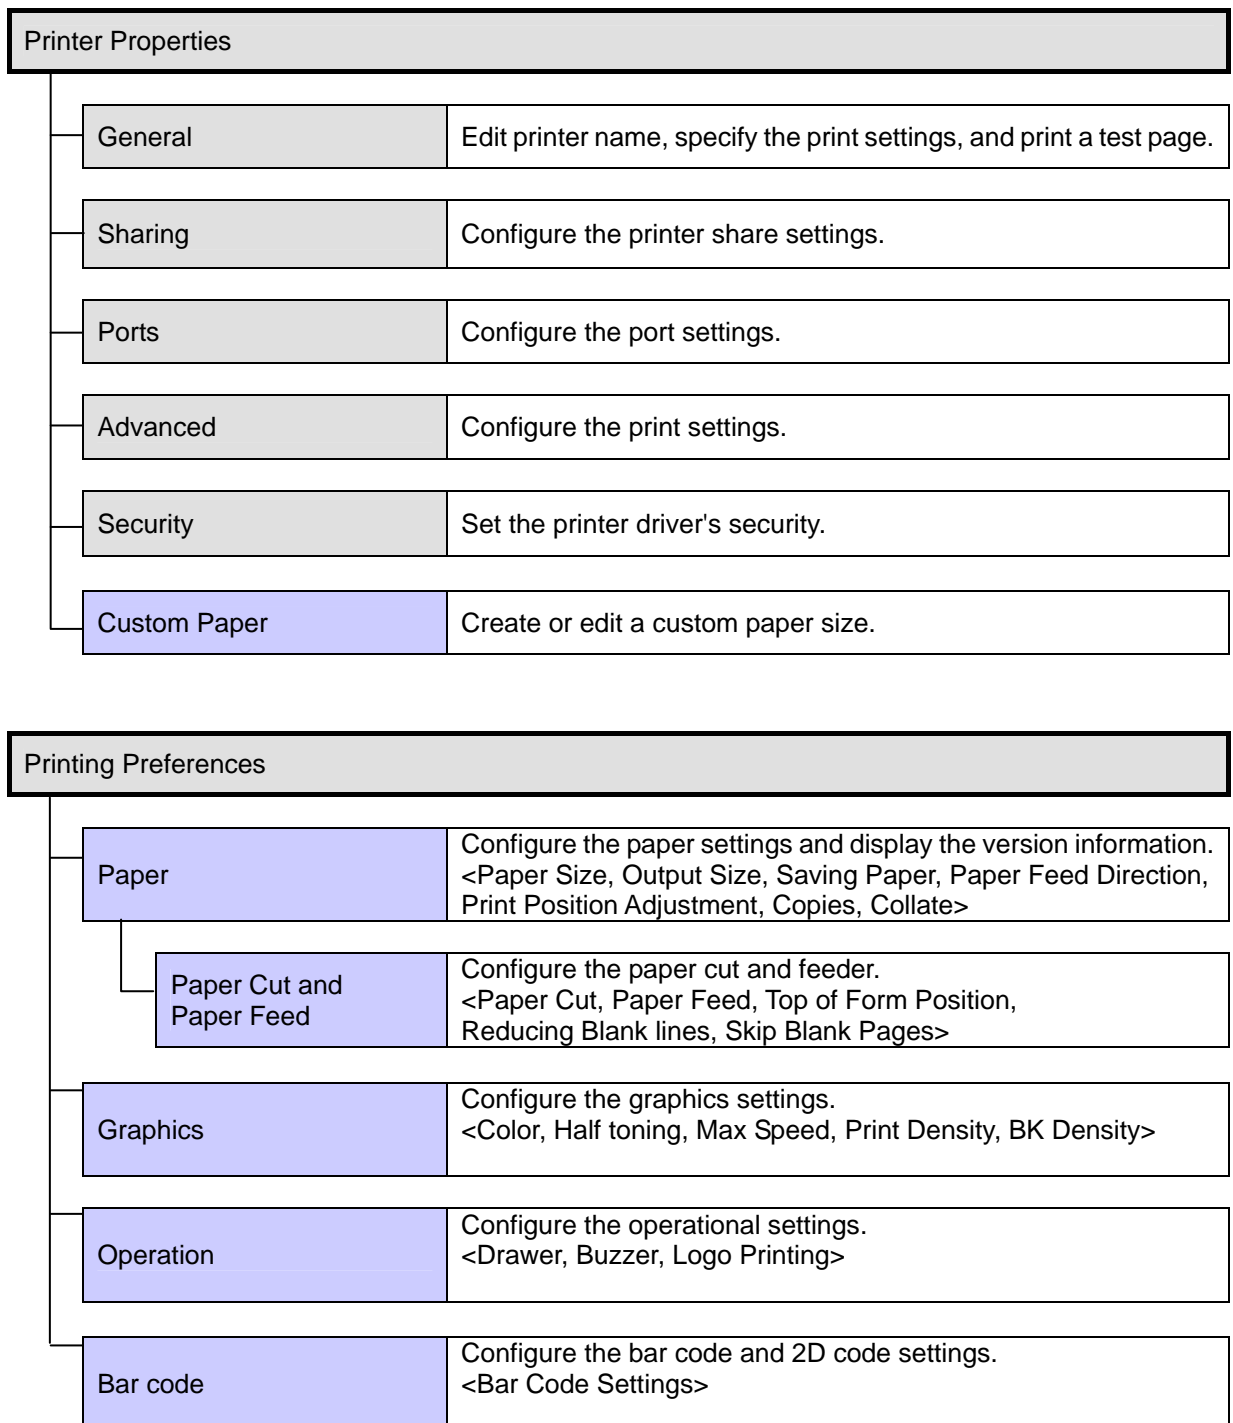 Printer Properties
General
Edit printer name, specify the print settings, and print a test page.
Sharing
Configure the printer share settings.
Ports
Configure the port settings.
Advanced
Configure the print settings.
Security
Set the printer driver's security.
Custom Paper
Create or edit a custom paper size.
Printing Preferences
Paper
Configure the paper settings and display the version information.
<Paper Size, Output Size, Saving Paper, Paper Feed Direction,
Print Position Adjustment, Copies, Collate>
Paper Cut and
Paper Feed
Configure the paper cut and feeder.
<Paper Cut, Paper Feed, Top of Form Position,
Reducing Blank lines, Skip Blank Pages>
Graphics
Configure the graphics settings.
<Color, Half toning, Max Speed, Print Density, BK Density>
Operation
Configure the operational settings.
<Drawer, Buzzer, Logo Printing>
Bar code
Configure the bar code and 2D code settings.
<Bar Code Settings>